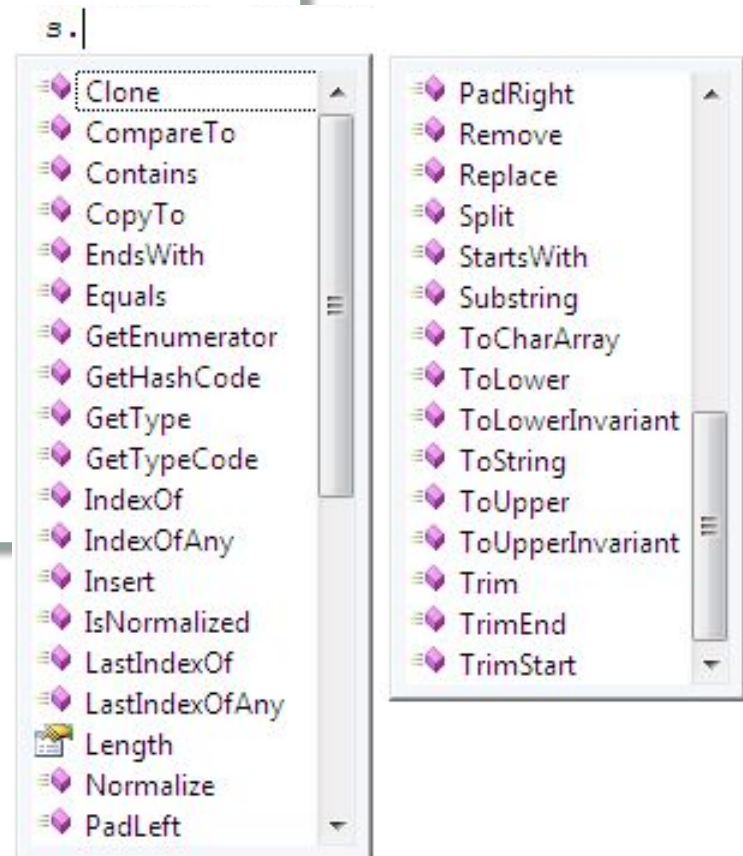 s.
Clone
CompareTo
Contains
CopyTo
EndsWith
Equals
GetEnumerator
GetHashCode
GetType
GetTypeCode
IndexOf
IndexOfAny
Insert
IsNormalized
LastIndexOf
LastIndexOfAny
Length
Normalize
PadLeft
PadRight
Remove
Replace
Split
StartsWith
Substring
ToCharArray
ToLower
ToLowerInvariant
ToString
ToUpper
ToUpperInvariant
Trim
TrimEnd
TrimStart